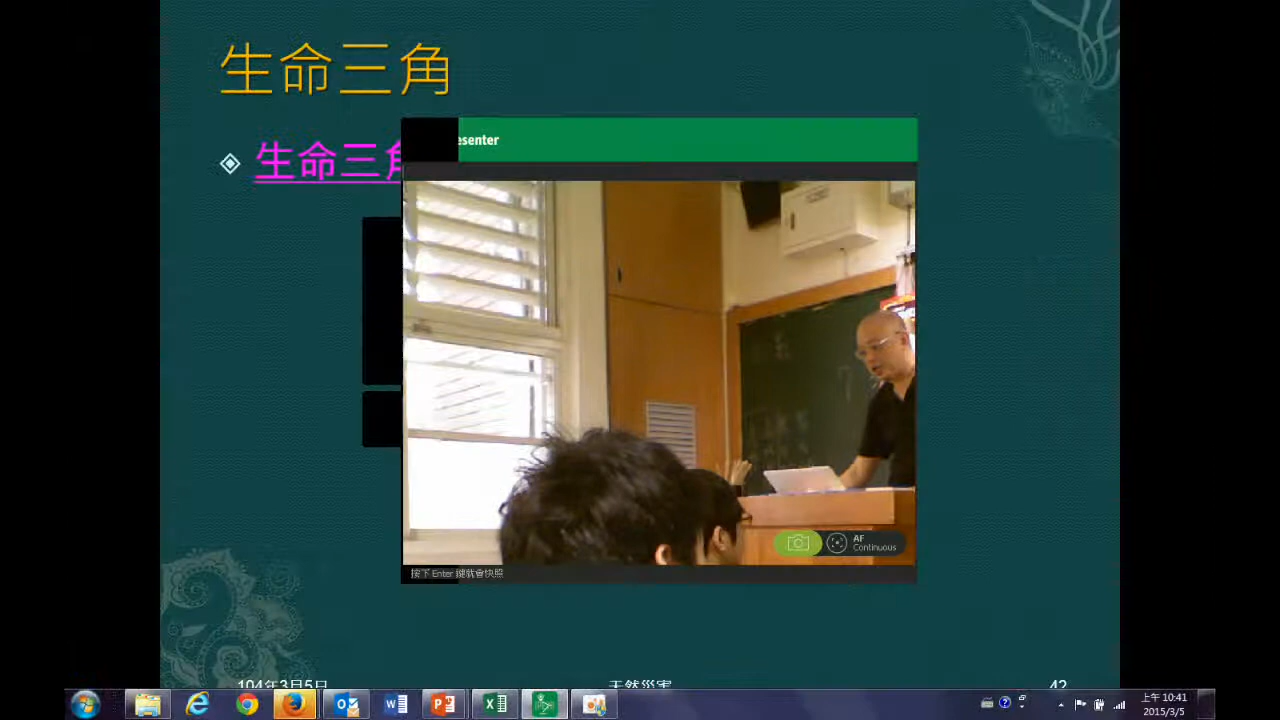 生命三角
生命三角
esenter
AF
Continuous
按下 Enter 鍵就會快照
104年3月5日
天然災害
42
上午 10:41
2015/3/5